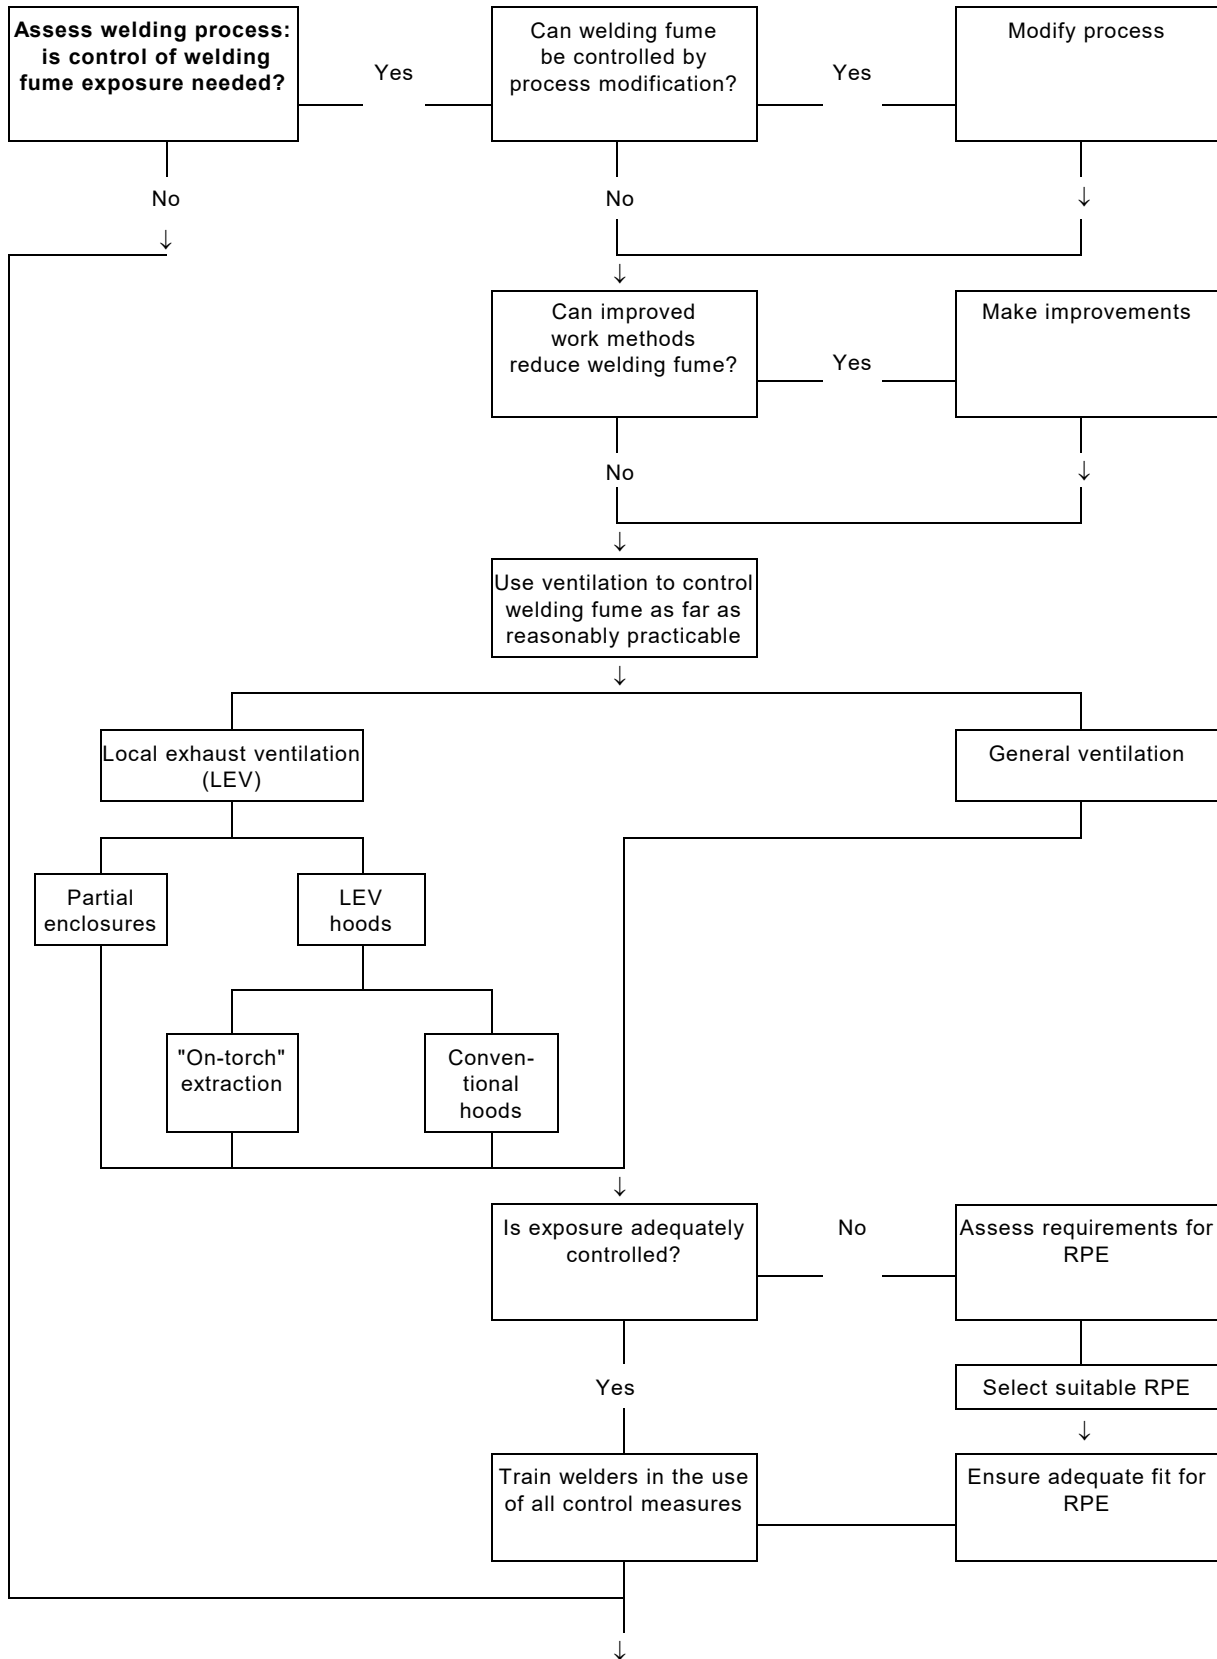 Assess welding process:
is control of welding
fume exposure needed?
Yes
Can welding fume
be controlled by
process modification?
Yes
Modify process
No
↓
No
↓
↓
Can improved
work methods
reduce welding fume?
Yes
Make improvements
No
↓
↓
Use ventilation to control
welding fume as far as
reasonably practicable
↓
Local exhaust ventilation
(LEV)
General ventilation
Partial
enclosures
LEV
hoods
"On-torch"
extraction
Conven-
tional
hoods
↓
Is exposure adequately
controlled?
No
Assess requirements for
RPE
Yes
Select suitable RPE
↓
Train welders in the use
of all control measures
Ensure adequate fit for
RPE
↓